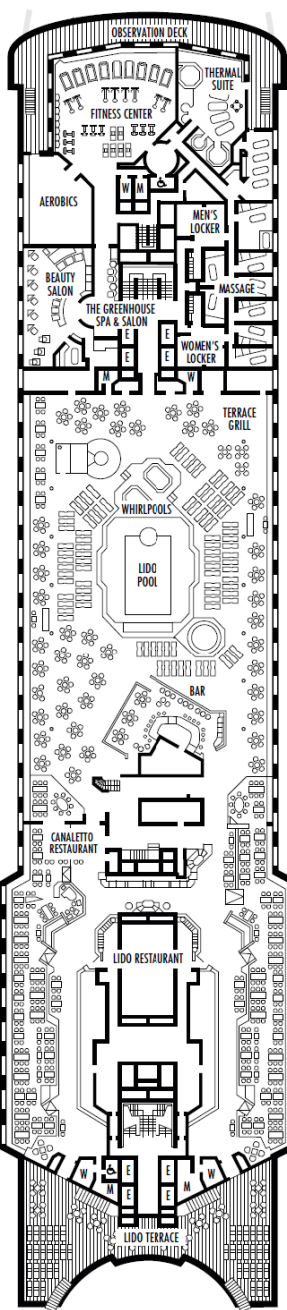 OBSERVATION DECK
THERMAL
SUITE
FITNESS CENTER
W M
AEROBICS
MEN'S
LOCKER
BEAUTY
SALON
MASSAGE
THE GREENHOUSE
SPA & SALON
E E
WOMEN'S
LOCKER
E E
M W
TERRACE
GRILL
WHIRLPOOLS
LIDO
POOL
BAR
CANALETTO
RESTAURANT
LIDO RESTAURANT
W E E W
M E E M
LIDO TERRACE